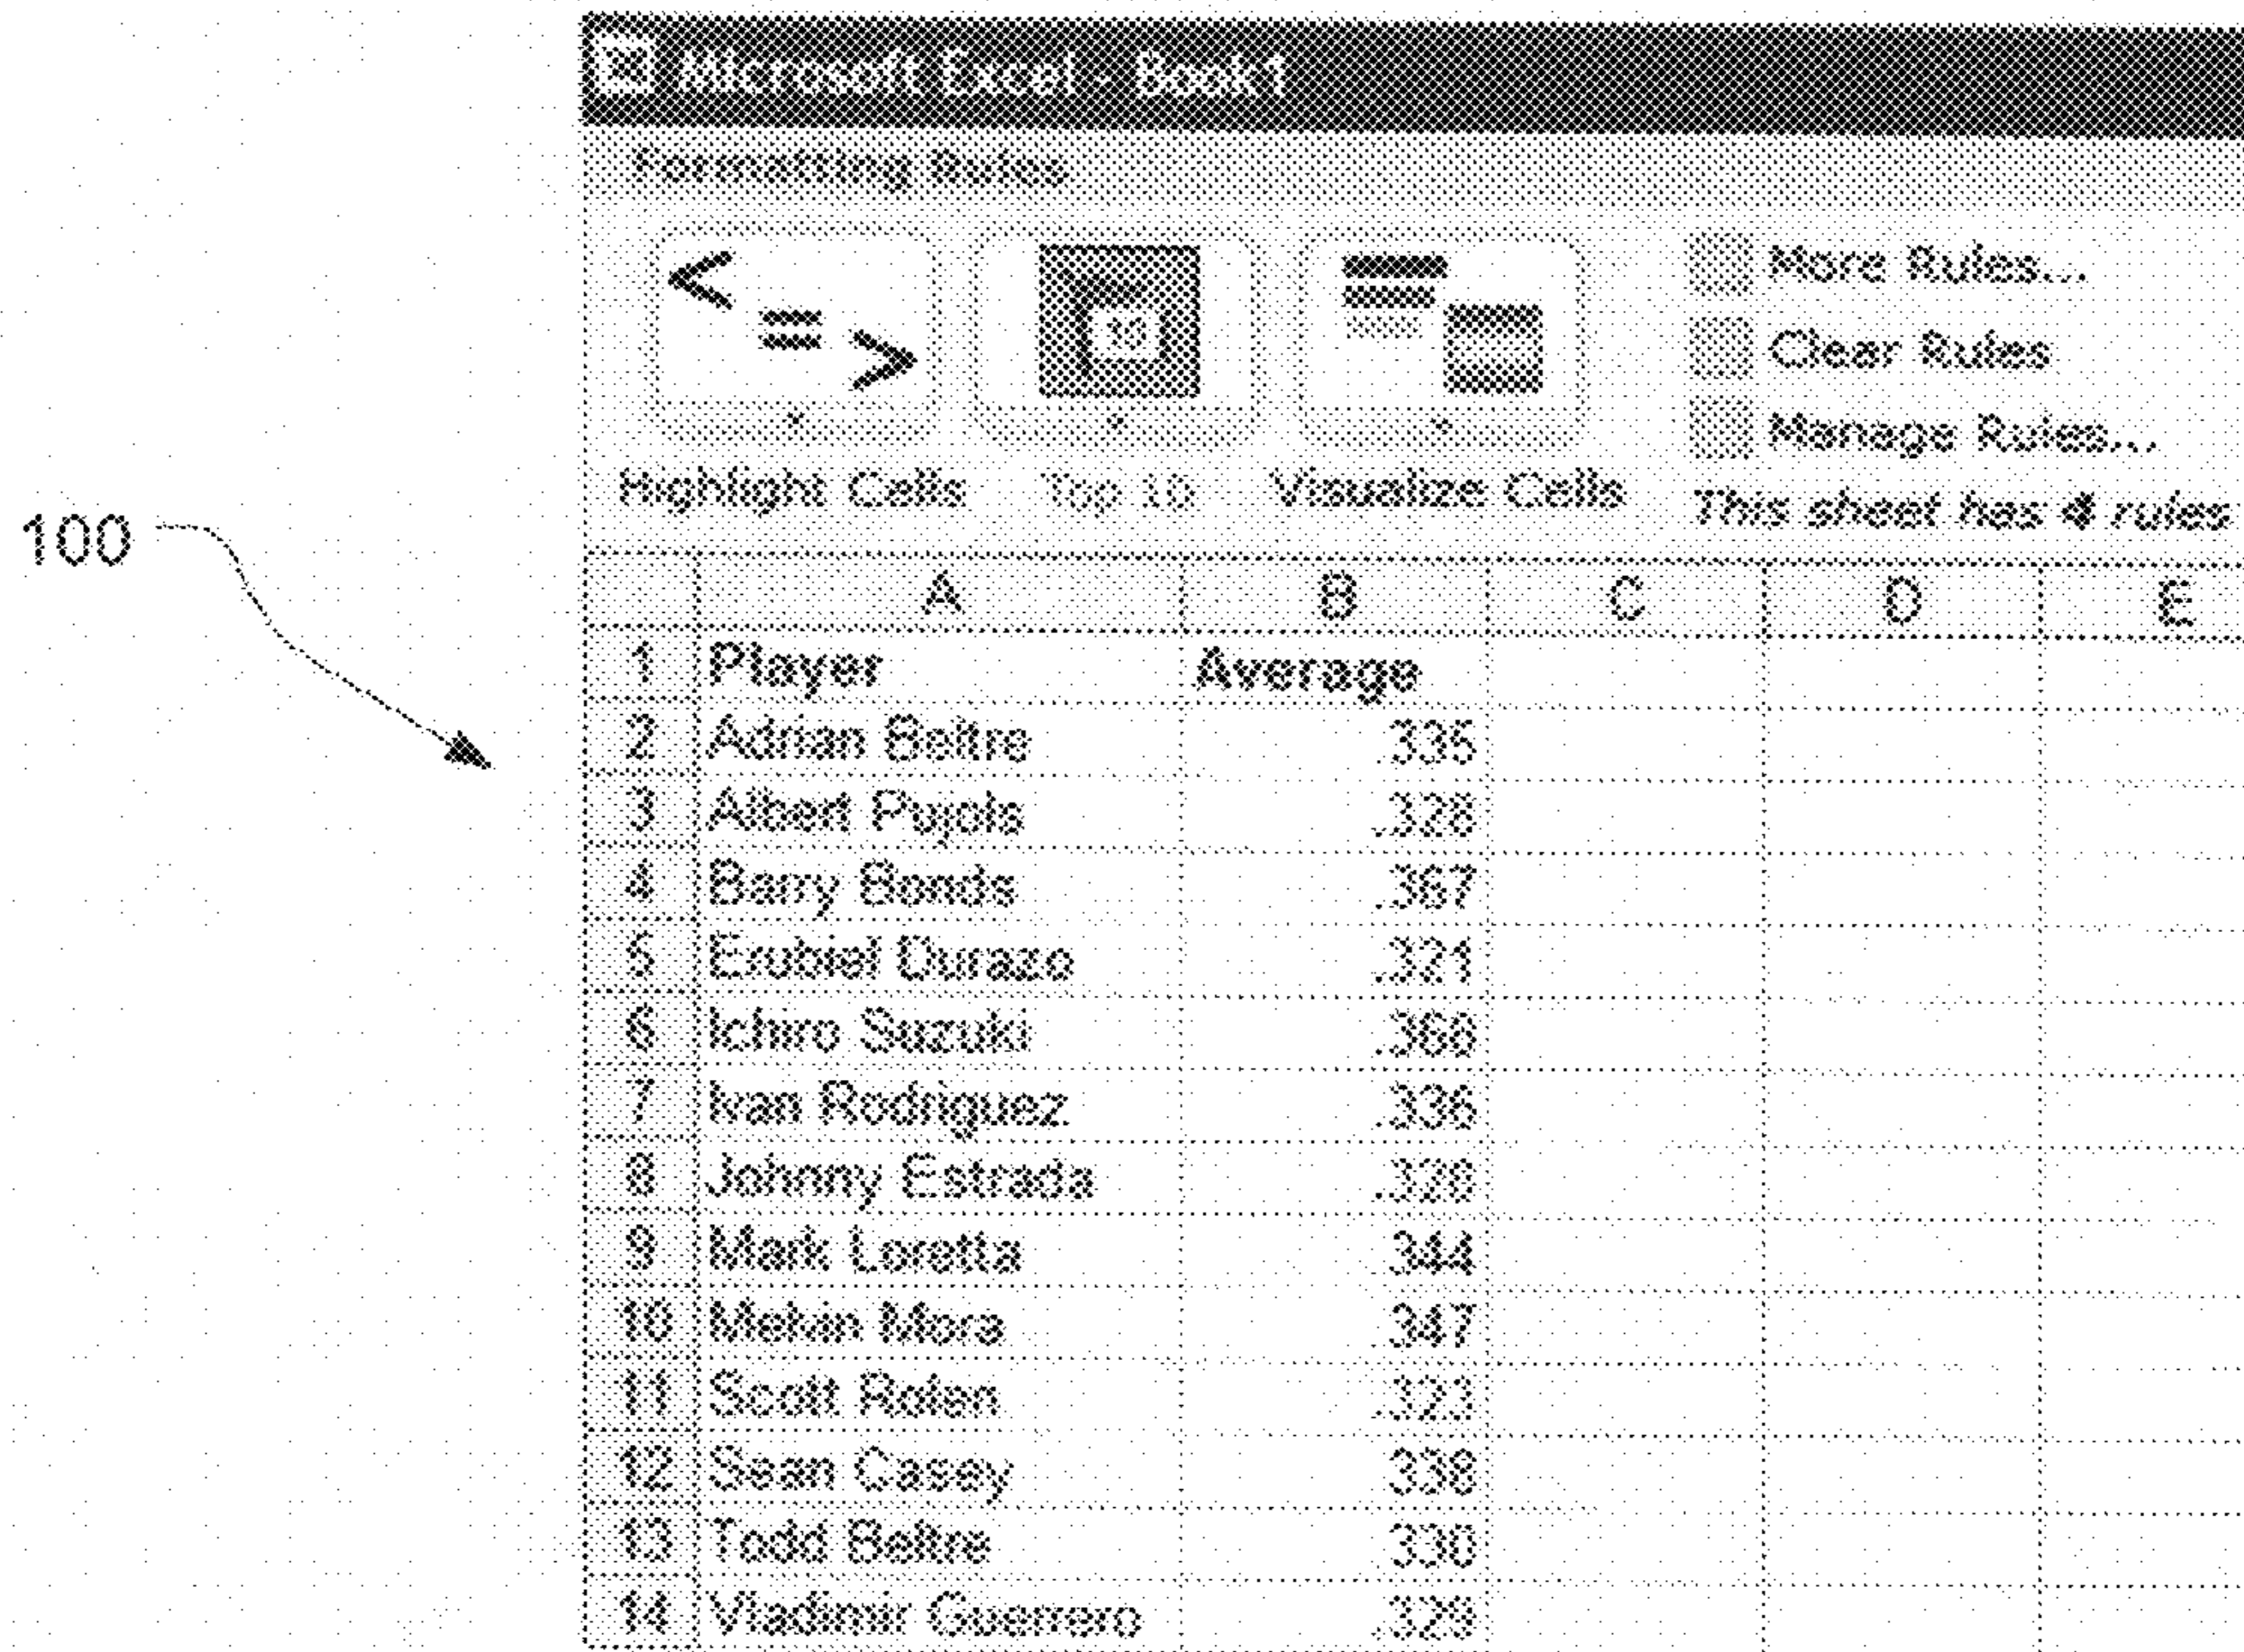 Microsoft Excel - Book1
Formatting Rules
< = >
10
More Rules...
Clear Rules
Manage Rules...
Highlight Cells Top 10 Visualize Cells This sheet has 4 rules
100
A B C D E
1 Player Average
2 Adrian Beltre .335
3 Albert Pujols .328
4 Barry Bonds .367
5 Erubiel Durazo .321
6 Ichiro Suzuki .368
7 Ivan Rodriguez .336
8 Johnny Estrada .328
9 Mark Loretta .344
10 Melvin Mora .347
11 Scott Rolen .323
12 Sean Casey .338
13 Todd Beltre .330
14 Vladimir Guerrero .329